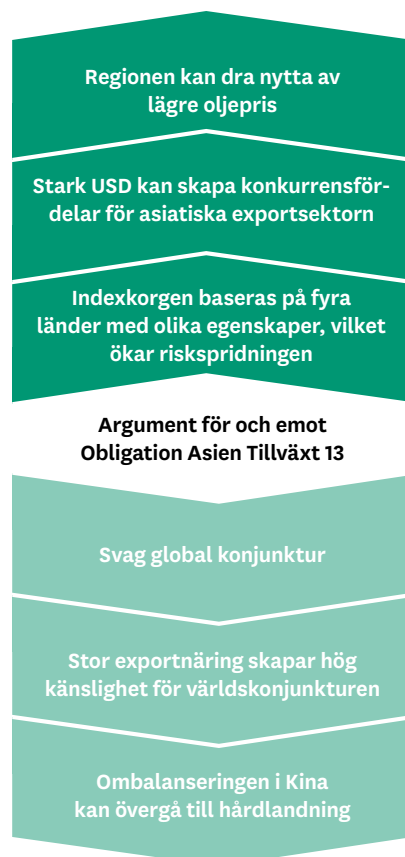 Regionen kan dra nytta av
lägre oljepris
Stark USD kan skapa konkurrensför-
delar för asiatiska exportsektorn
Indexkorgen baseras på fyra
länder med olika egenskaper, vilket
ökar riskspridningen
Argument för och emot
Obligation Asien Tillväxt 13
Svag global konjunktur
Stor exportnäring skapar hög
känslighet för världskonjunkturen
Ombalanseringen i Kina
kan övergå till hårdlandning